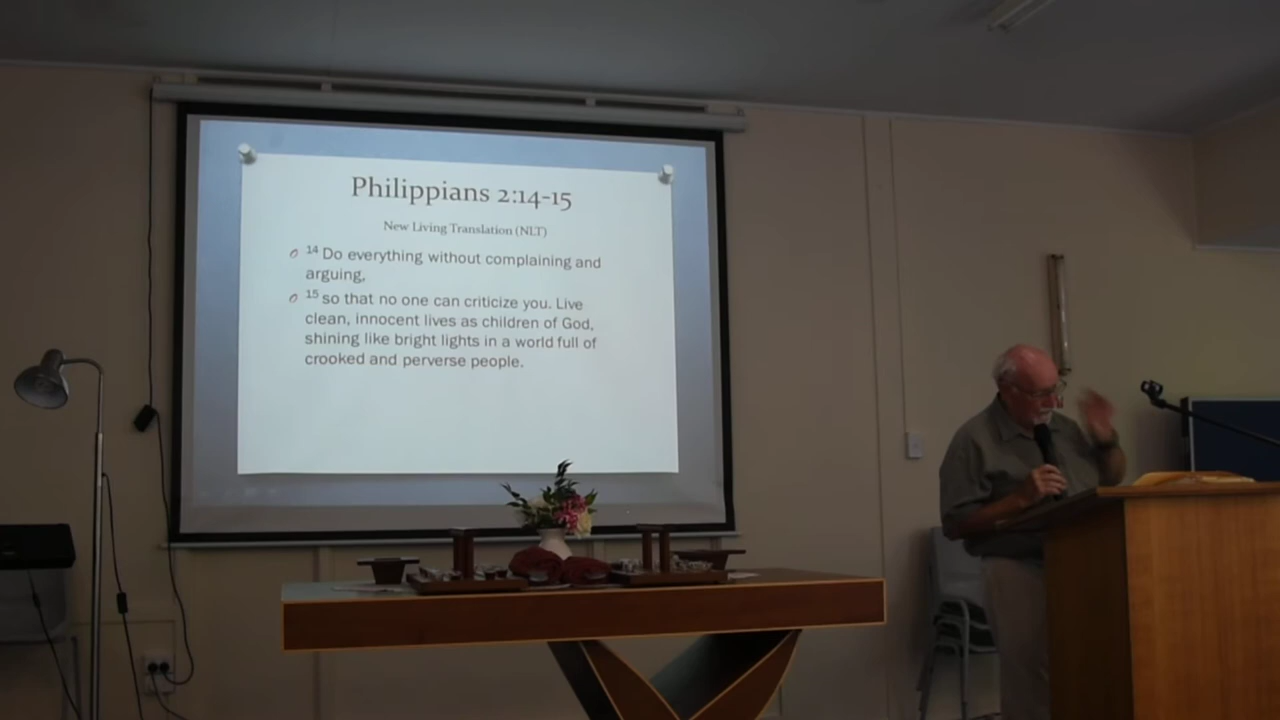 Philippians 2:14-15
New Living Translation (NLT)
14 Do everything without complaining and
arguing,
15 so that no one can criticize you. Live
clean, innocent lives as children of God,
shining like bright lights in a world full of
crooked and perverse people.